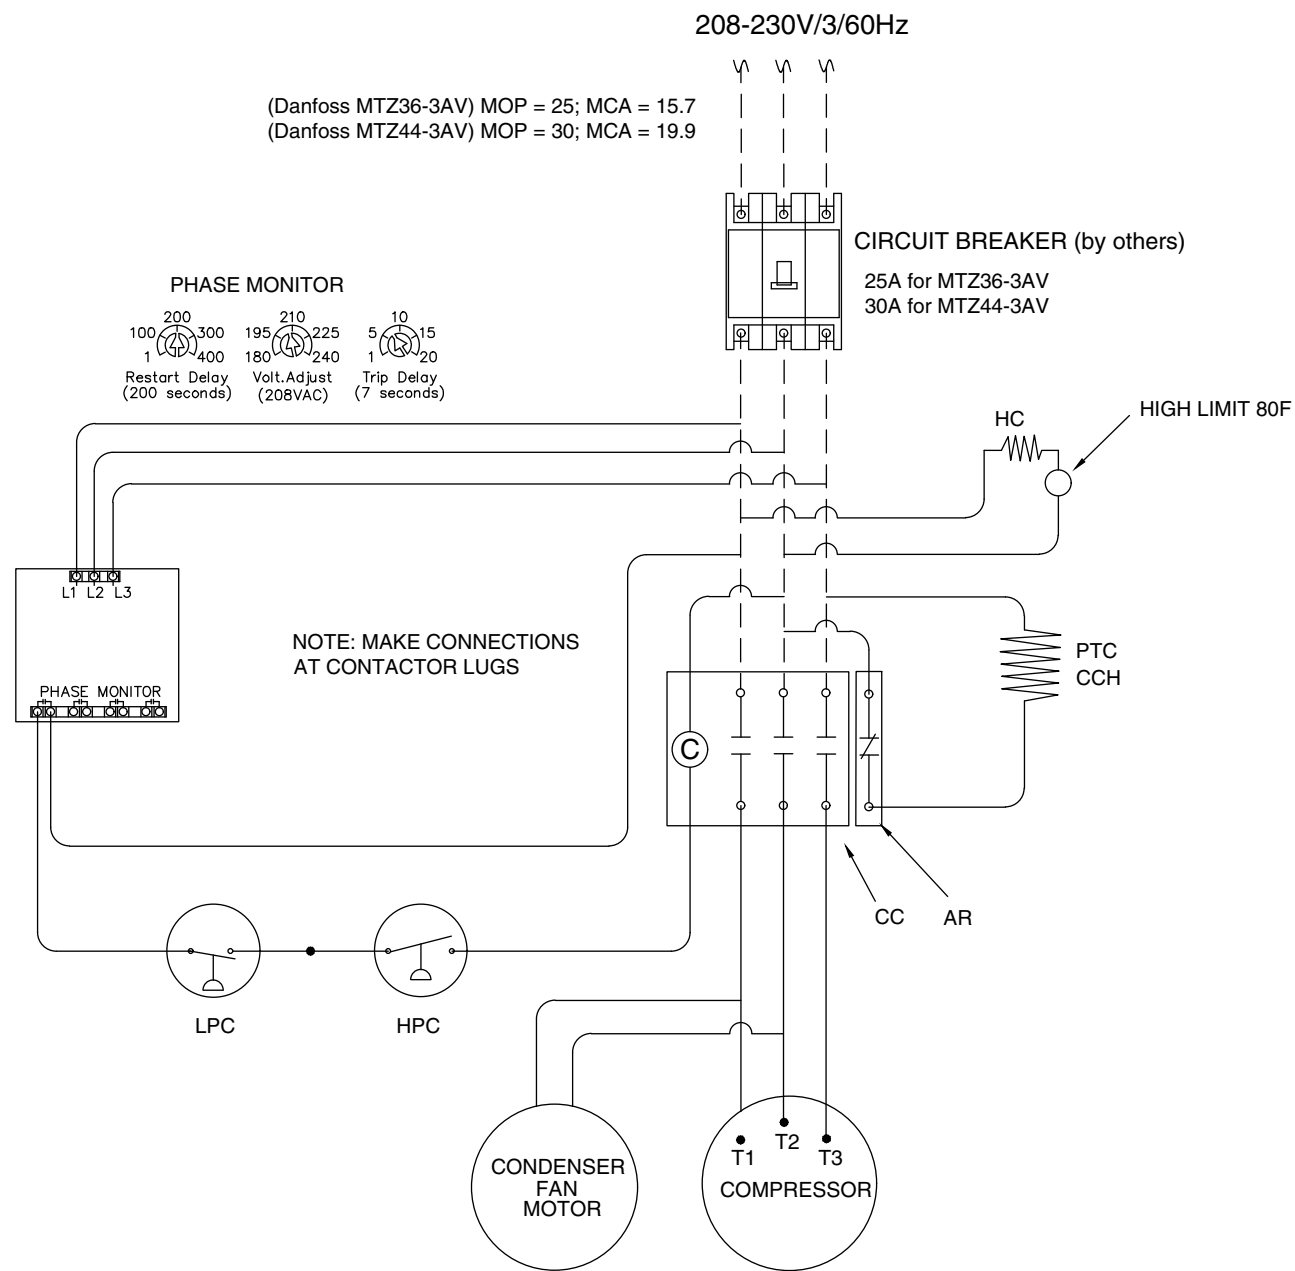 208-230V/3/60Hz
(Danfoss MTZ36-3AV) MOP = 25; MCA = 15.7
(Danfoss MTZ44-3AV) MOP = 30; MCA = 19.9
CIRCUIT BREAKER (by others)
25A for MTZ36-3AV
30A for MTZ44-3AV
PHASE MONITOR
200
100 300
1 400
Restart Delay
(200 seconds)
210
195 225
180 240
Volt.Adjust
(208VAC)
10
5 15
1 20
Trip Delay
(7 seconds)
HC
HIGH LIMIT 80F
L1 L2 L3
PHASE MONITOR
NOTE: MAKE CONNECTIONS
AT CONTACTOR LUGS
PTC
CCH
C
CC
AR
LPC
HPC
CONDENSER
FAN
MOTOR
T1 T2 T3
COMPRESSOR